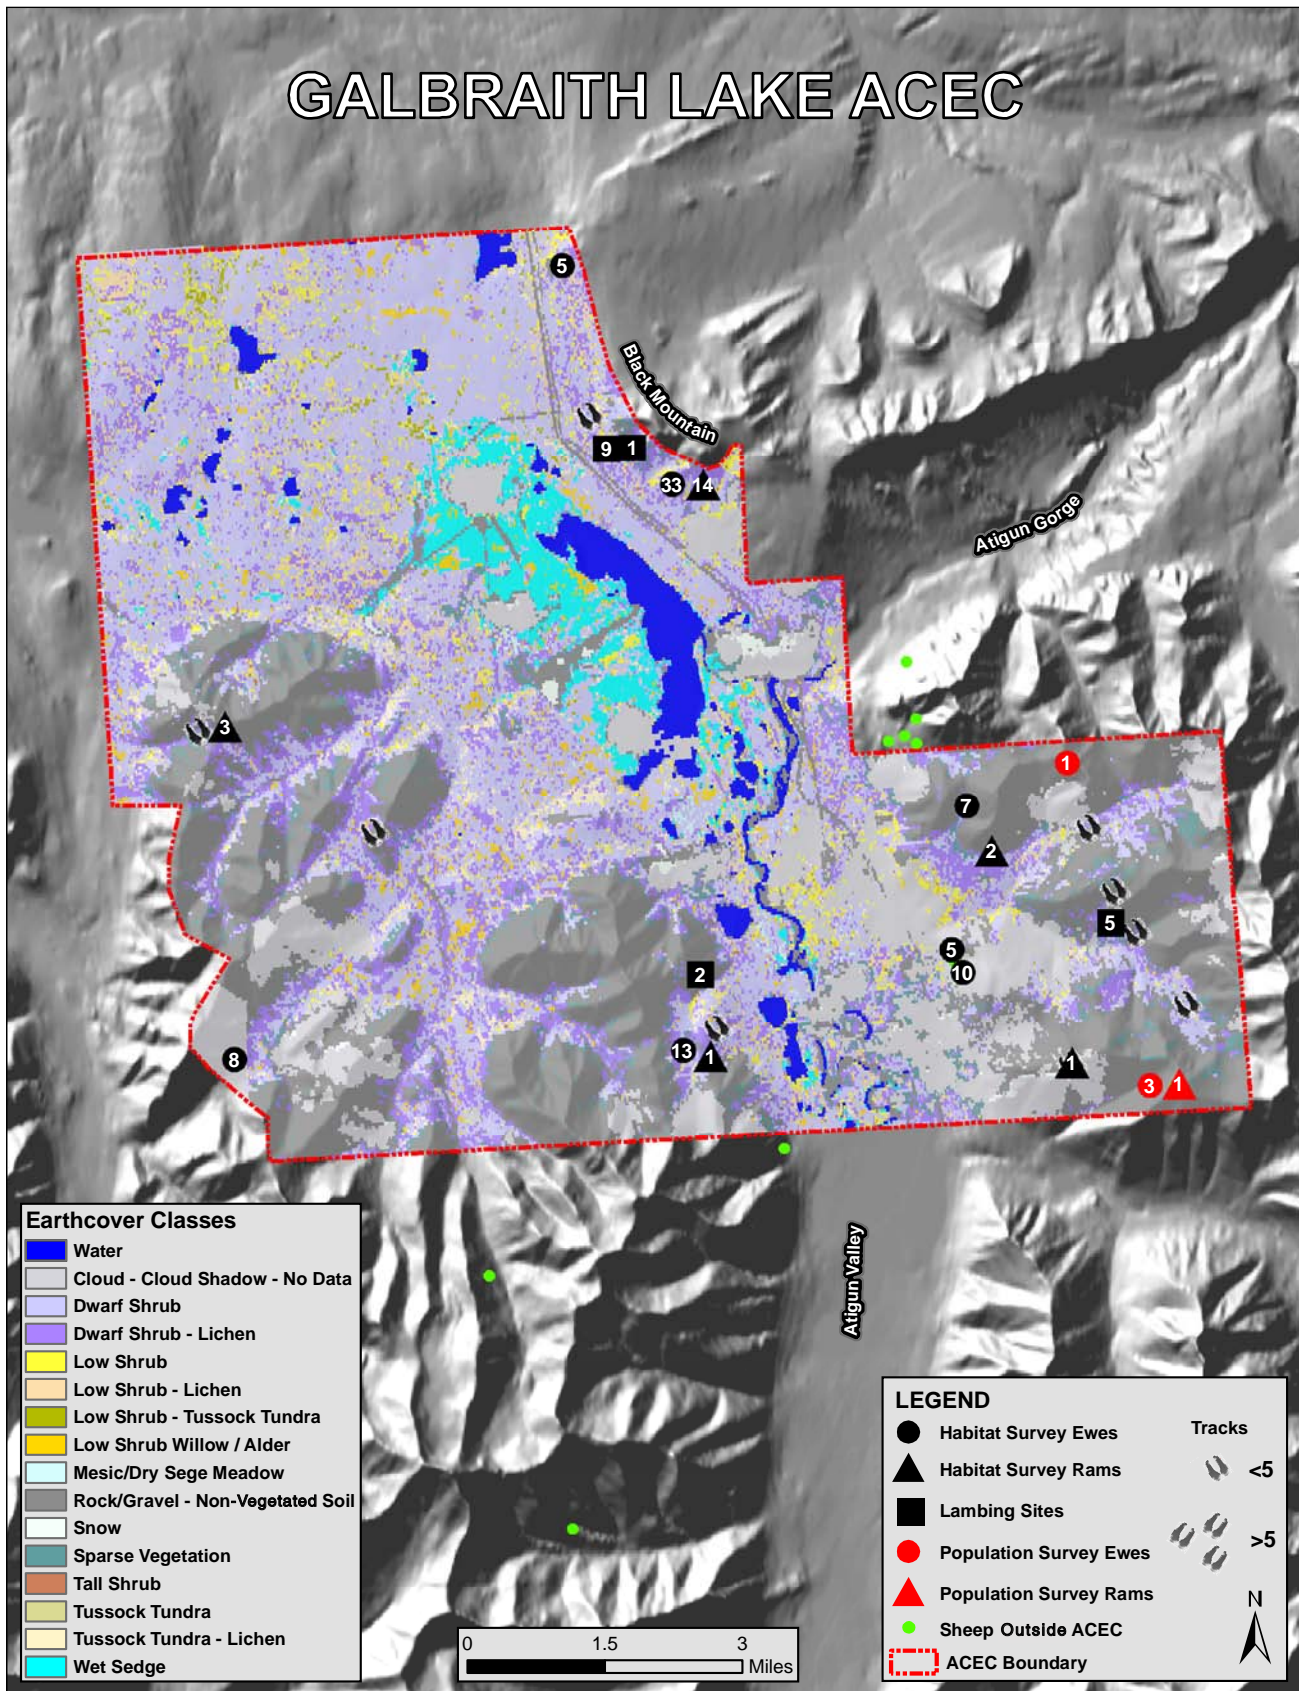 GALBRAITH LAKE ACEC
5
Black Mountain
9 1
33 14
Atigun Gorge
3
1
7
2
5
5
10
2
13 1
8
1
3 1
Atigun Valley
Earthcover Classes
Water
Cloud - Cloud Shadow - No Data
Dwarf Shrub
Dwarf Shrub - Lichen
Low Shrub
Low Shrub - Lichen
Low Shrub - Tussock Tundra
Low Shrub Willow / Alder
Mesic/Dry Sege Meadow
Rock/Gravel - Non-Vegetated Soil
Snow
Sparse Vegetation
Tall Shrub
Tussock Tundra
Tussock Tundra - Lichen
Wet Sedge
0 1.5 3
Miles
LEGEND
Habitat Survey Ewes
Habitat Survey Rams
Lambing Sites
Population Survey Ewes
Population Survey Rams
Sheep Outside ACEC
ACEC Boundary
Tracks
<5
>5
N